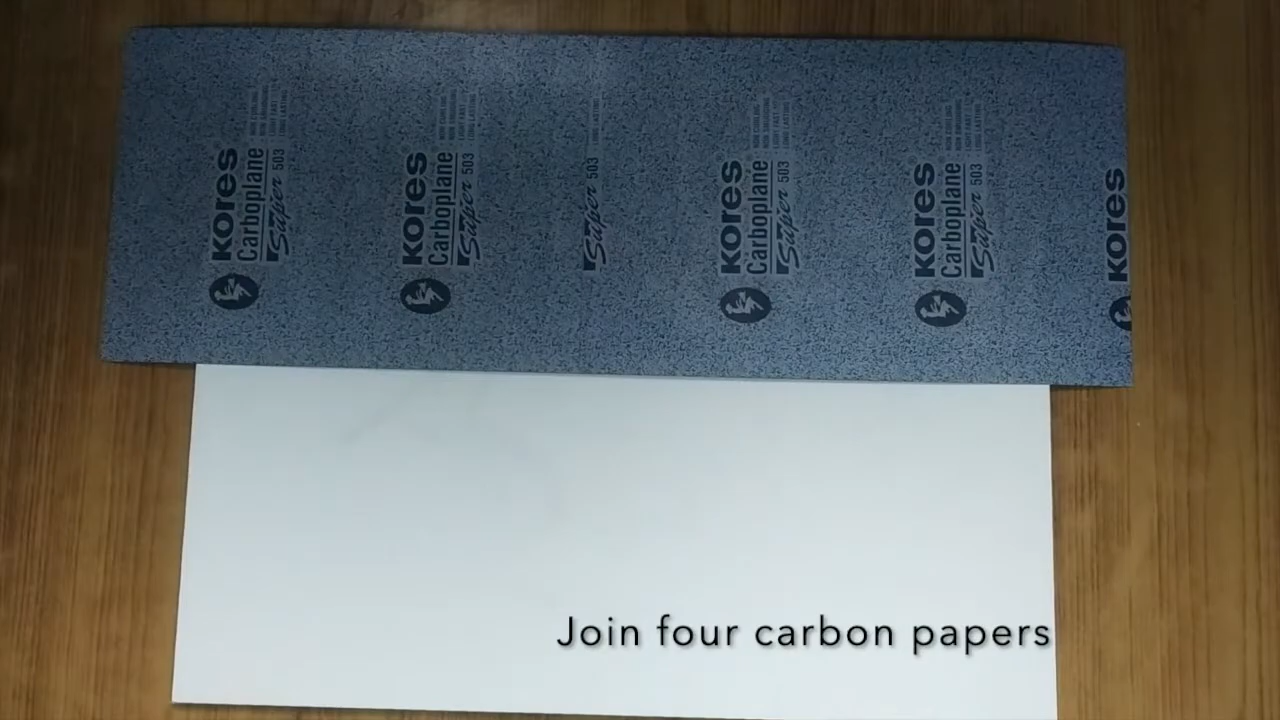 KORES
Carboplane
Super 503
KORES
Carboplane
Super 503
Super 503
KORES
Carboplane
Super 503
KORES
Carboplane
Super 503
KORES
Join four carbon papers